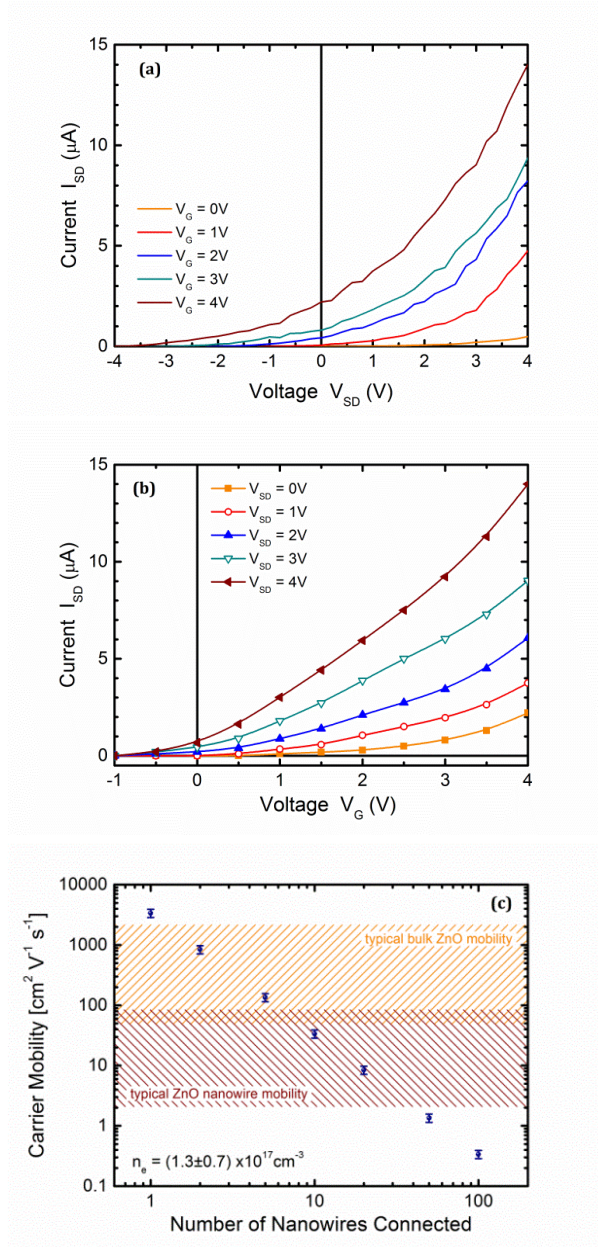 (a)
15
10
5
0
Current I_SD (μA)
V_G = 0V
V_G = 1V
V_G = 2V
V_G = 3V
V_G = 4V
-4 -3 -2 -1 0 1 2 3 4
Voltage V_SD (V)
(b)
15
10
5
0
Current I_SD (μA)
V_SD = 0V
V_SD = 1V
V_SD = 2V
V_SD = 3V
V_SD = 4V
-1 0 1 2 3 4
Voltage V_G (V)
(c)
10000
1000
100
10
1
0.1
Carrier Mobility [cm² V⁻¹ s⁻¹]
typical bulk ZnO mobility
typical ZnO nanowire mobility
n_e = (1.3±0.7) x10¹⁷cm⁻³
1 10 100
Number of Nanowires Connected